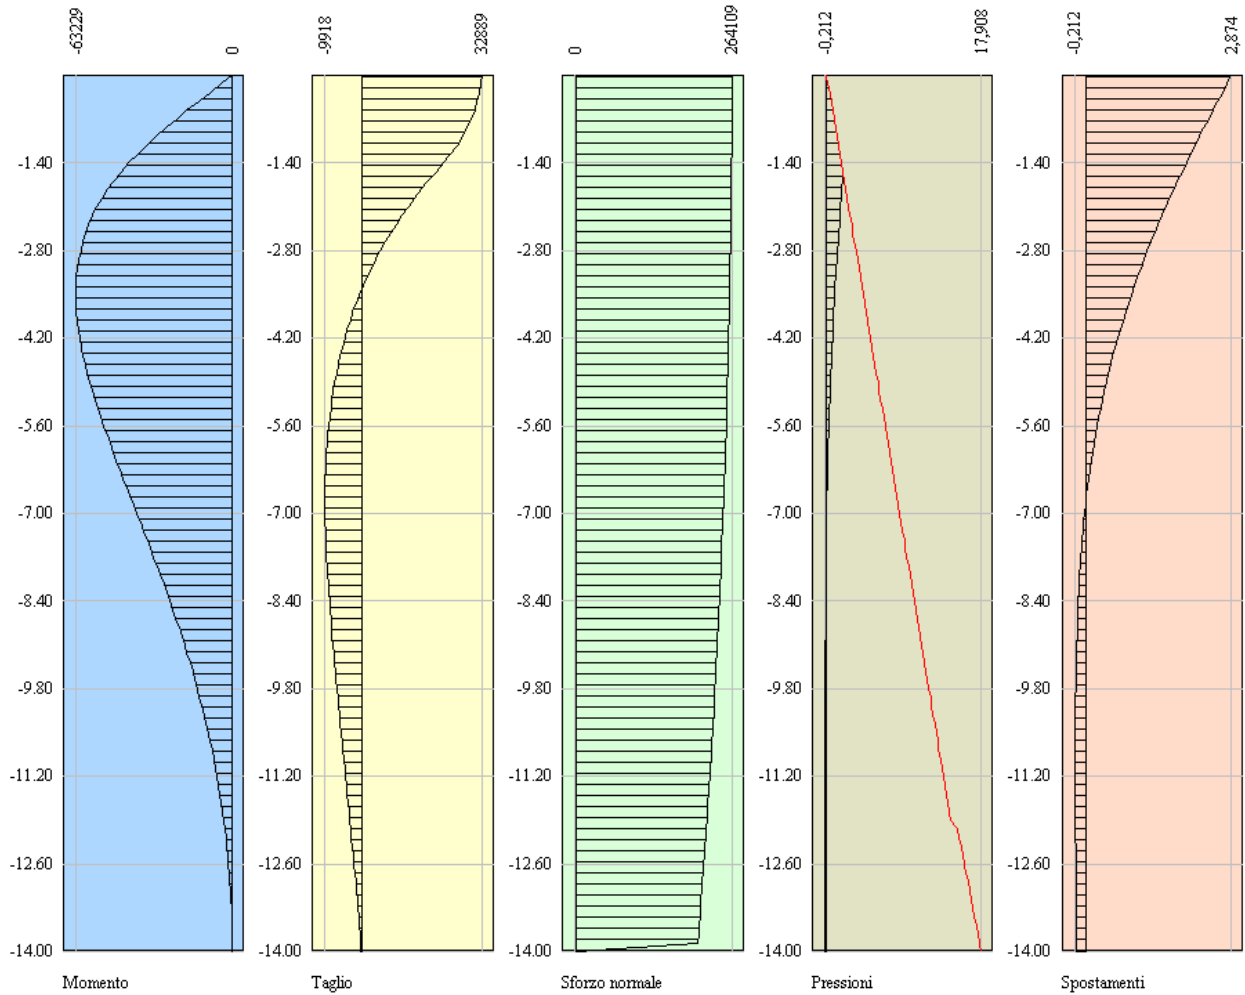 -63229 0 -9918 32889 0 264109 -0,212 17,908 -0,212 2,874
-1.40 -1.40 -1.40 -1.40 -1.40
-2.80 -2.80 -2.80 -2.80 -2.80
-4.20 -4.20 -4.20 -4.20 -4.20
-5.60 -5.60 -5.60 -5.60 -5.60
-7.00 -7.00 -7.00 -7.00 -7.00
-8.40 -8.40 -8.40 -8.40 -8.40
-9.80 -9.80 -9.80 -9.80 -9.80
-11.20 -11.20 -11.20 -11.20 -11.20
-12.60 -12.60 -12.60 -12.60 -12.60
-14.00 -14.00 -14.00 -14.00 -14.00
Momento Taglio Sforzo normale Pressioni Spostamenti